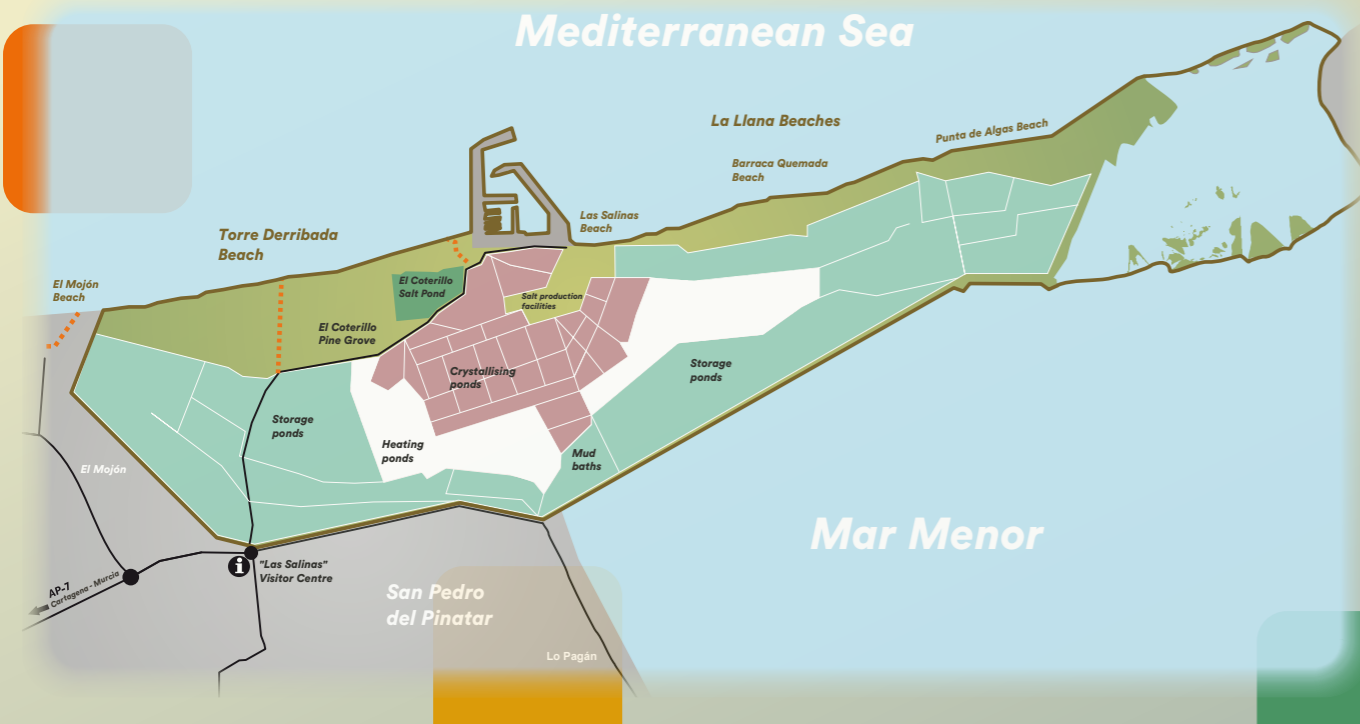 Mediterranean Sea
La Llana Beaches
Punta de Algas Beach
Barraca Quemada
Beach
Las Salinas
Beach
Torre Derribada
Beach
El Mojón
Beach
El Coterillo
Salt Pond
Salt production
facilities
El Coterillo
Pine Grove
Crystallising
ponds
Storage
ponds
Storage
ponds
Heating
ponds
Mud
baths
El Mojón
Mar Menor
"Las Salinas"
Visitor Centre
i
AP-7
Cartagena - Murcia
San Pedro
del Pinatar
Lo Pagán